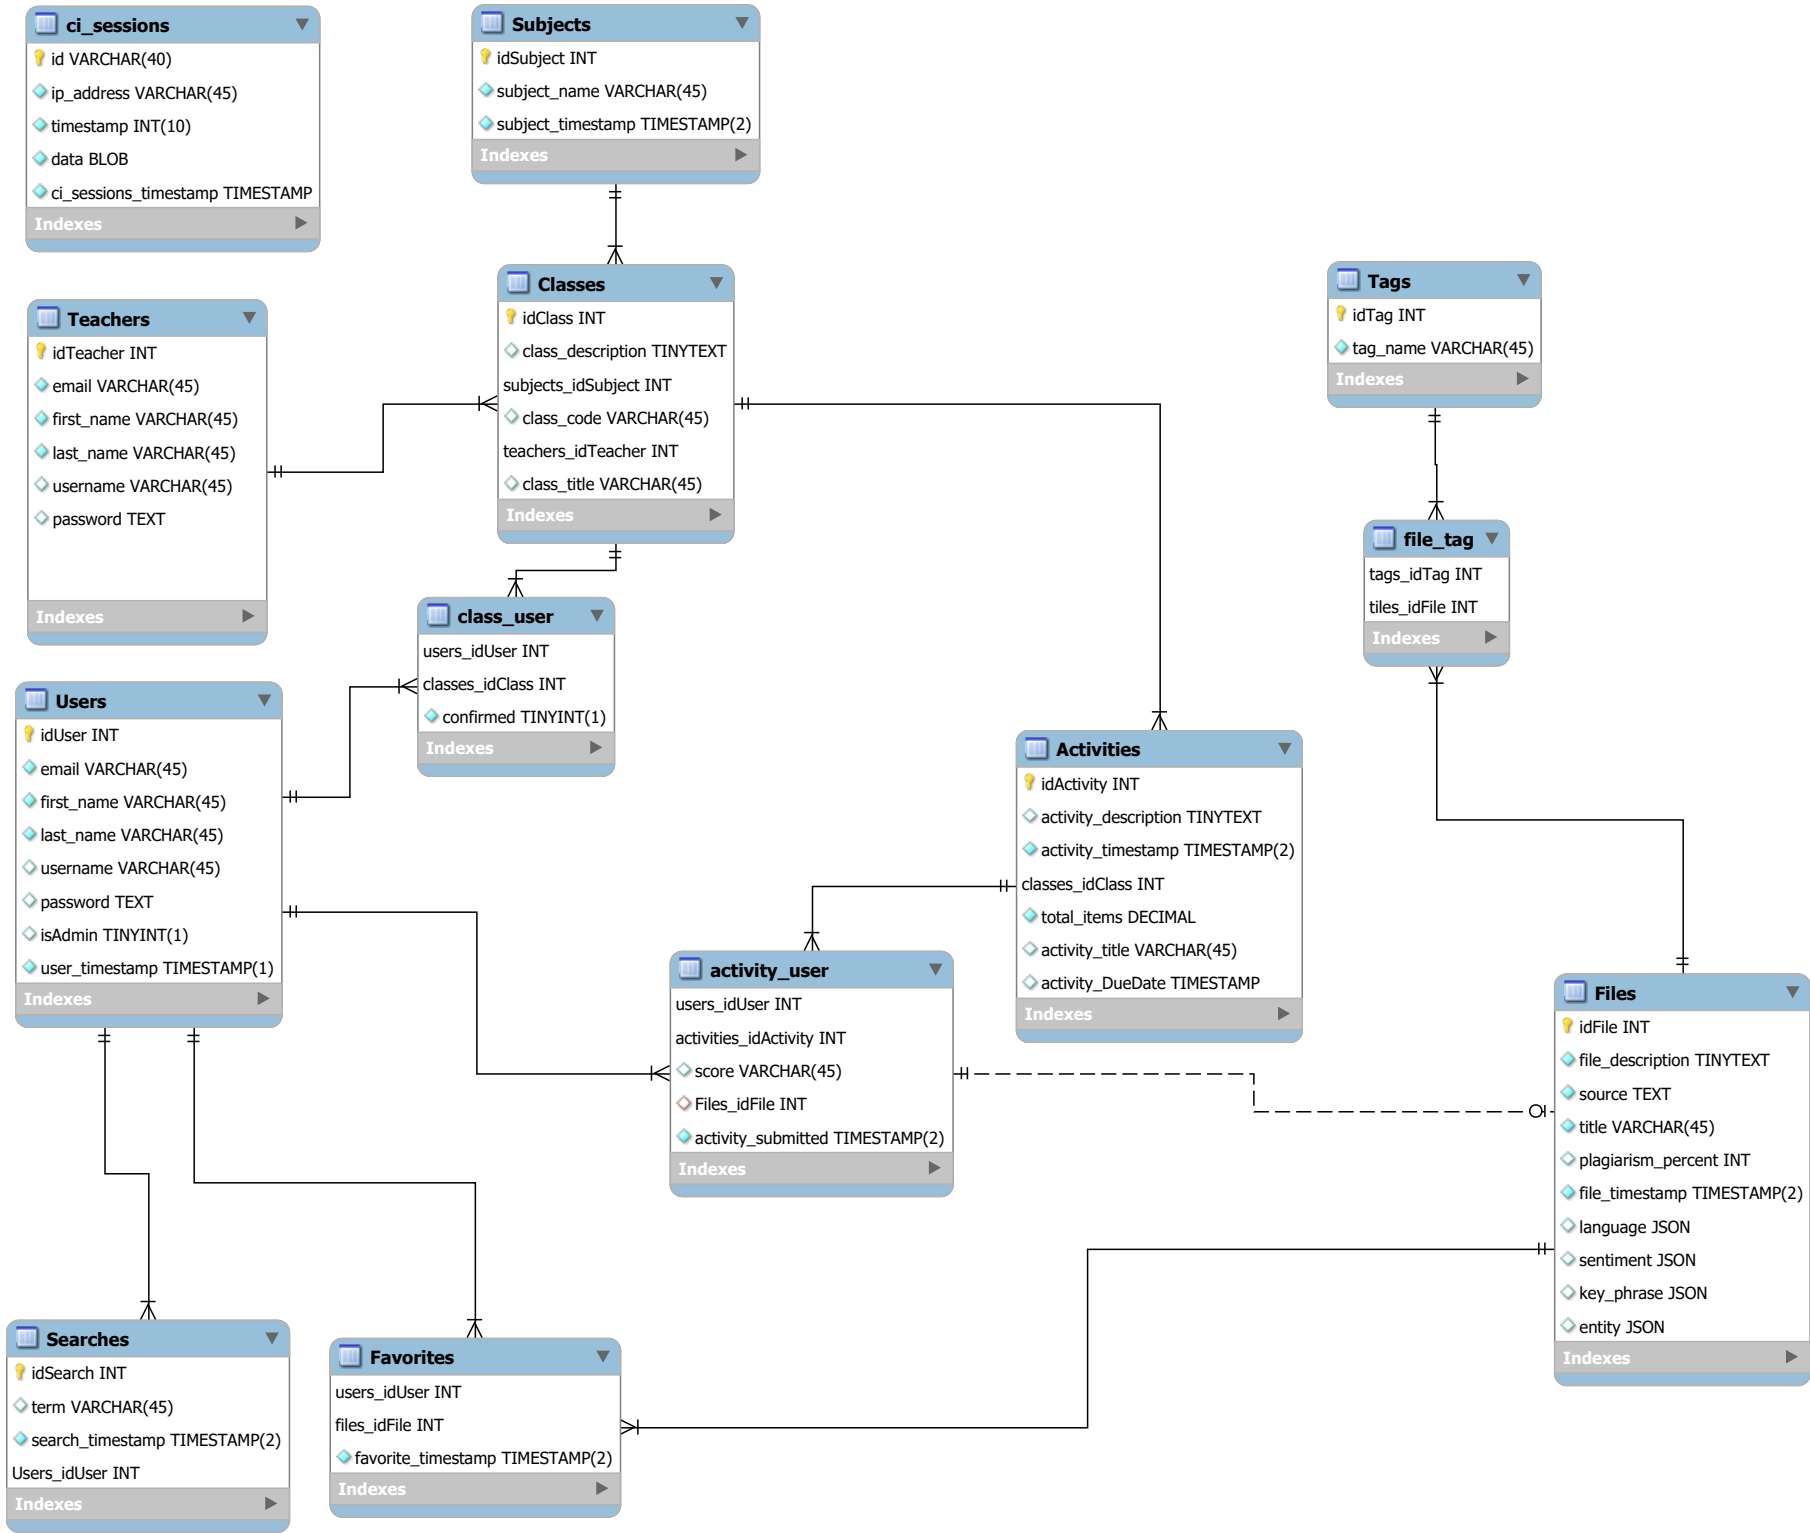 ci_sessions
id VARCHAR(40)
ip_address VARCHAR(45)
timestamp INT(10)
data BLOB
ci_sessions_timestamp TIMESTAMP
Indexes
Subjects
idSubject INT
subject_name VARCHAR(45)
subject_timestamp TIMESTAMP(2)
Indexes
Teachers
idTeacher INT
email VARCHAR(45)
first_name VARCHAR(45)
last_name VARCHAR(45)
username VARCHAR(45)
password TEXT
Indexes
Classes
idClass INT
class_description TINYTEXT
subjects_idSubject INT
class_code VARCHAR(45)
teachers_idTeacher INT
class_title VARCHAR(45)
Indexes
Tags
idTag INT
tag_name VARCHAR(45)
Indexes
file_tag
tags_idTag INT
tiles_idFile INT
Indexes
class_user
users_idUser INT
classes_idClass INT
confirmed TINYINT(1)
Indexes
Users
idUser INT
email VARCHAR(45)
first_name VARCHAR(45)
last_name VARCHAR(45)
username VARCHAR(45)
password TEXT
isAdmin TINYINT(1)
user_timestamp TIMESTAMP(1)
Indexes
Activities
idActivity INT
activity_description TINYTEXT
activity_timestamp TIMESTAMP(2)
classes_idClass INT
total_items DECIMAL
activity_title VARCHAR(45)
activity_DueDate TIMESTAMP
Indexes
activity_user
users_idUser INT
activities_idActivity INT
score VARCHAR(45)
Files_idFile INT
activity_submitted TIMESTAMP(2)
Indexes
Files
idFile INT
file_description TINYTEXT
source TEXT
title VARCHAR(45)
plagiarism_percent INT
file_timestamp TIMESTAMP(2)
language JSON
sentiment JSON
key_phrase JSON
entity JSON
Indexes
Searches
idSearch INT
term VARCHAR(45)
search_timestamp TIMESTAMP(2)
Users_idUser INT
Indexes
Favorites
users_idUser INT
files_idFile INT
favorite_timestamp TIMESTAMP(2)
Indexes